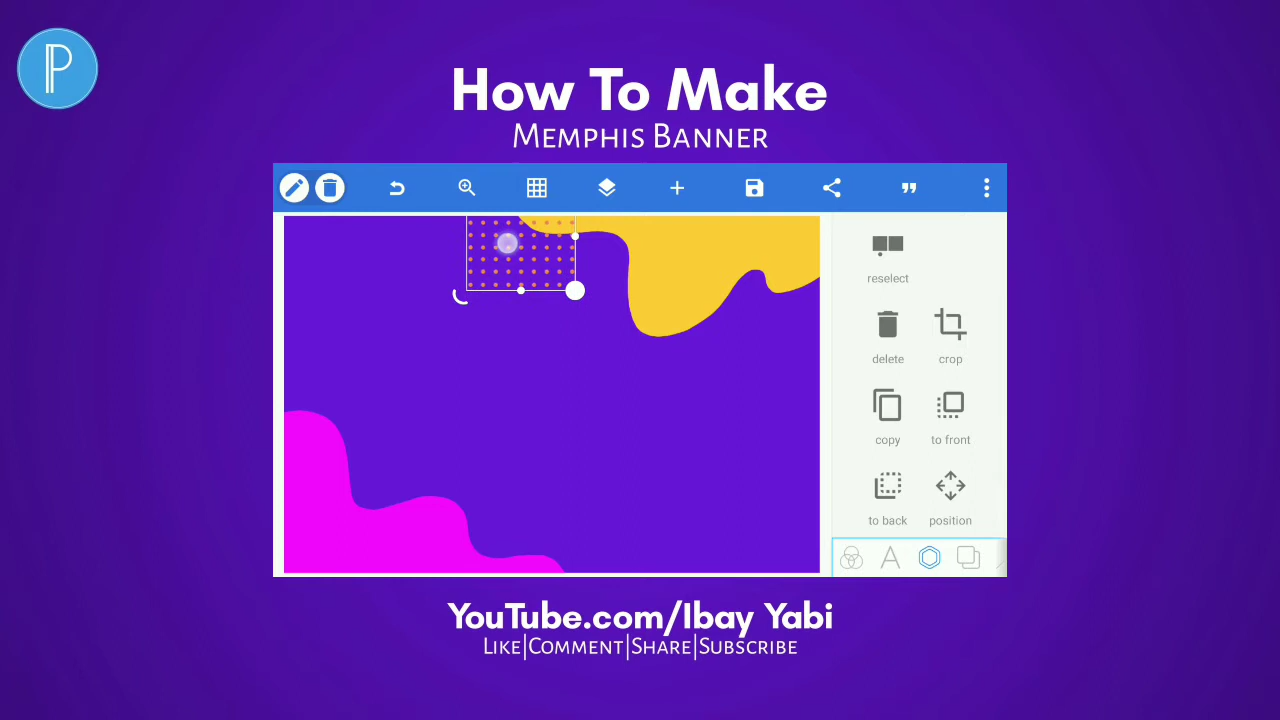 P
How To Make
Memphis Banner
reselect
delete crop
copy to front
to back position
A
YouTube.com/Ibay Yabi
Like|Comment|Share|Subscribe